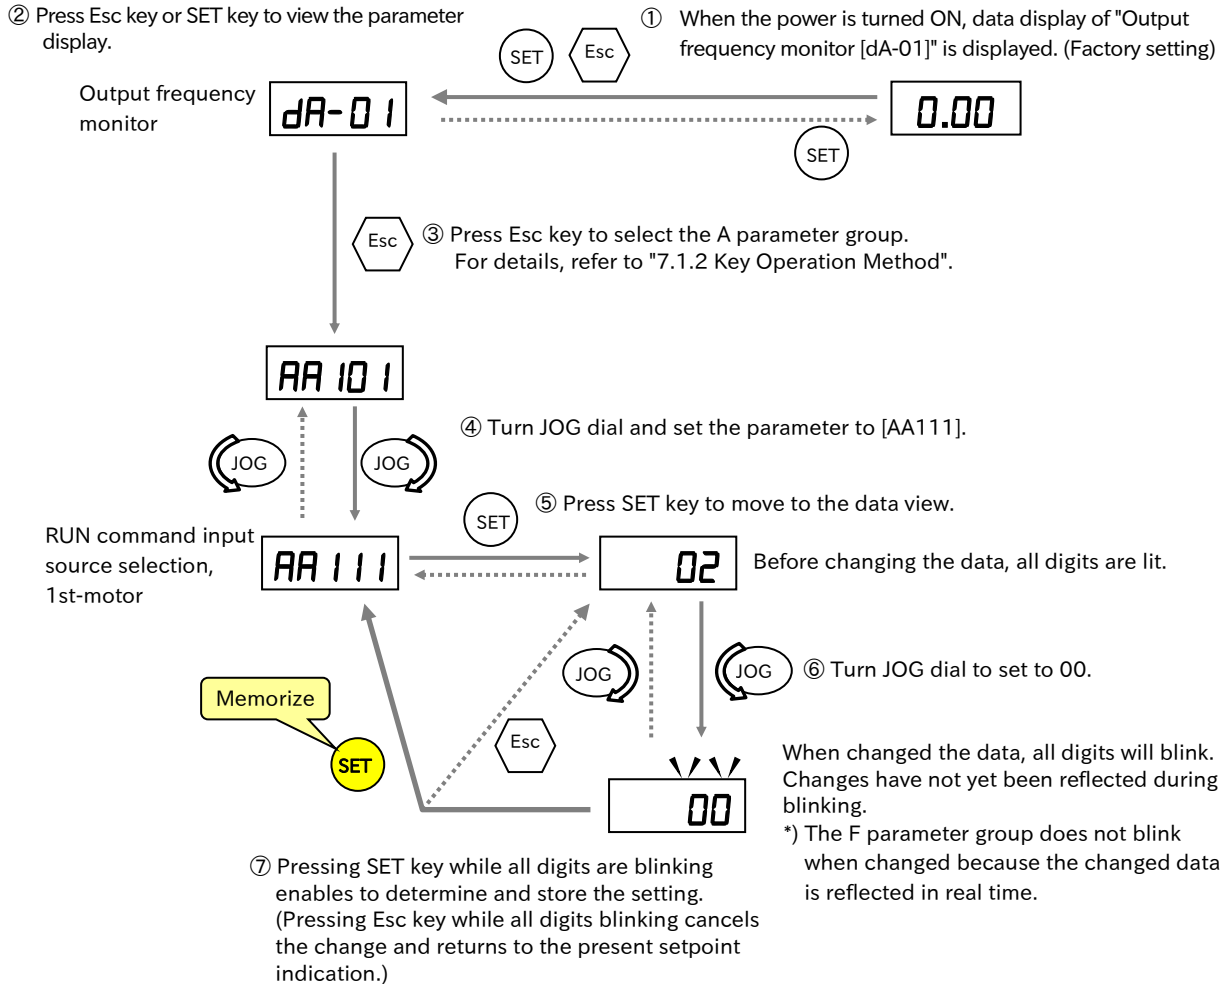 ② Press Esc key or SET key to view the parameter
display.
① When the power is turned ON, data display of "Output
frequency monitor [dA-01]" is displayed. (Factory setting)
SET
Esc
Output frequency
monitor
dA-01
0.00
SET
Esc
③ Press Esc key to select the A parameter group.
For details, refer to "7.1.2 Key Operation Method".
AA101
④ Turn JOG dial and set the parameter to [AA111].
JOG
JOG
⑤ Press SET key to move to the data view.
SET
RUN command input
source selection,
1st-motor
AA111
02
Before changing the data, all digits are lit.
JOG
JOG
⑥ Turn JOG dial to set to 00.
Memorize
SET
Esc
00
When changed the data, all digits will blink.
Changes have not yet been reflected during
blinking.
*) The F parameter group does not blink
when changed because the changed data
is reflected in real time.
⑦ Pressing SET key while all digits are blinking
enables to determine and store the setting.
(Pressing Esc key while all digits blinking cancels
the change and returns to the present setpoint
indication.)